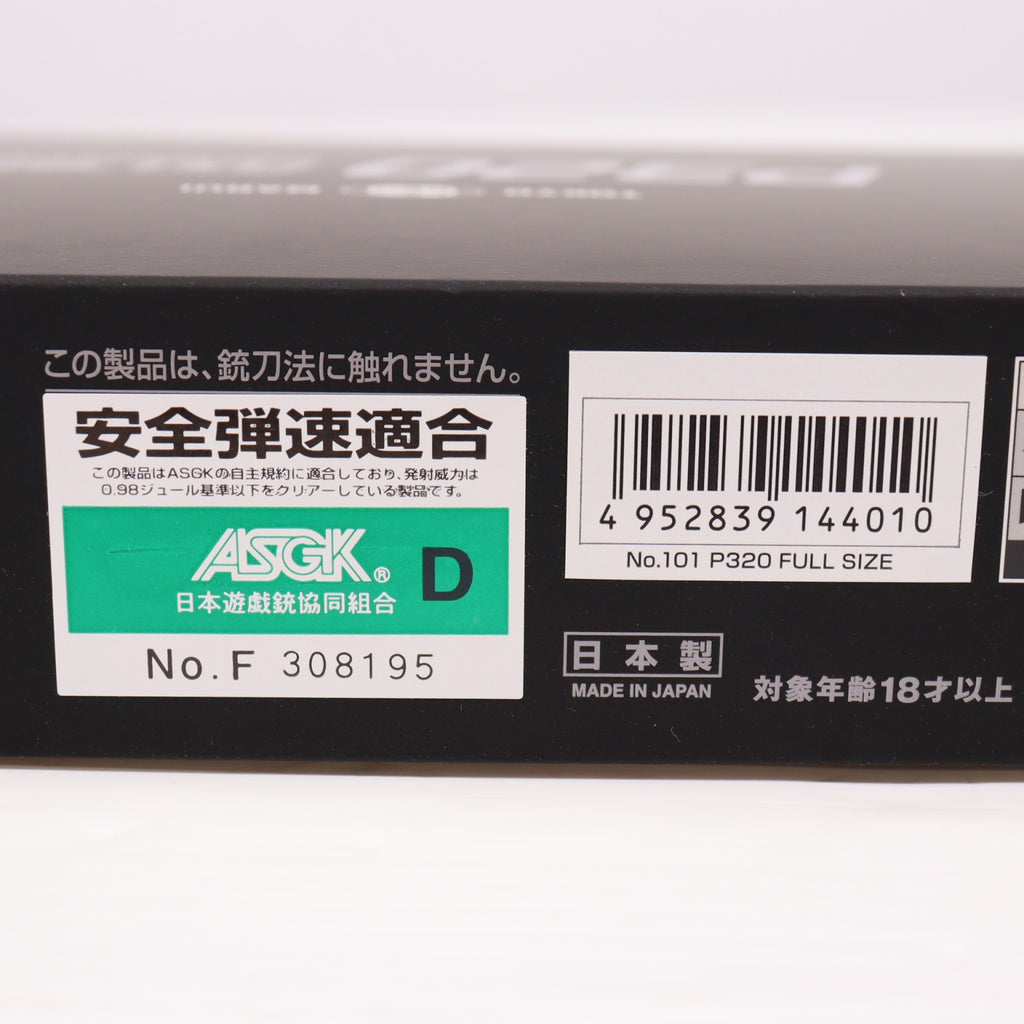 P320
TOKYO MARUI
この製品は、銃刀法に触れません。
安全弾速適合
この製品はASGKの自主規約に適合しており、発射威力は
0.98ジュール基準以下をクリアーしている製品です。
ASGK®
D
日本遊戯銃協同組合
No.F 308195
4 952839 144010
No.101 P320 FULL SIZE
日本製
MADE IN JAPAN
対象年齢18才以上